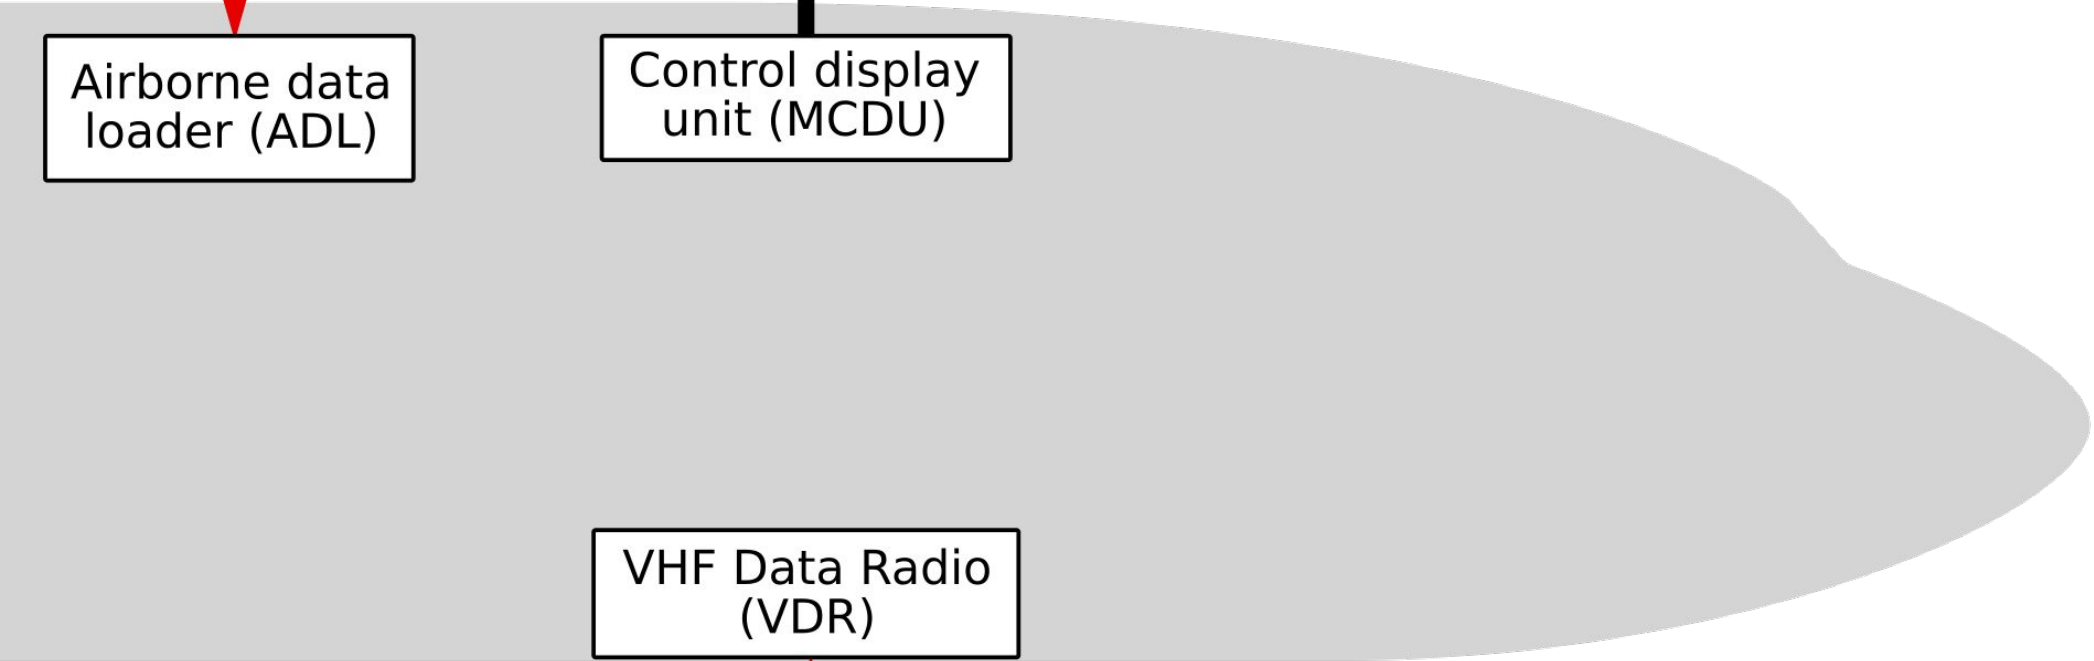 Airborne data
loader (ADL)
Control display
unit (MCDU)
VHF Data Radio
(VDR)